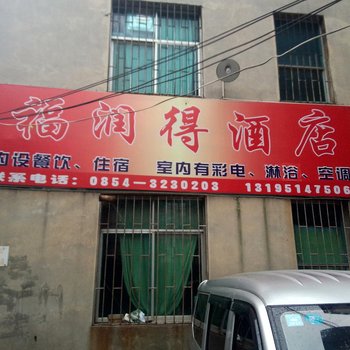 福润得酒店
内设餐饮、住宿 室内有彩电、淋浴、空调
联系电话：0854-3230203 13195147506